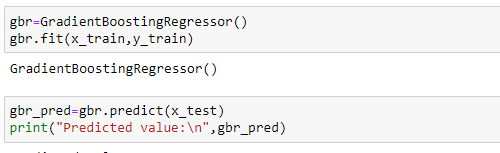 gbr=GradientBoostingRegressor()
gbr.fit(x_train,y_train)
GradientBoostingRegressor()
gbr_pred=gbr.predict(x_test)
print("Predicted value:\n",gbr_pred)